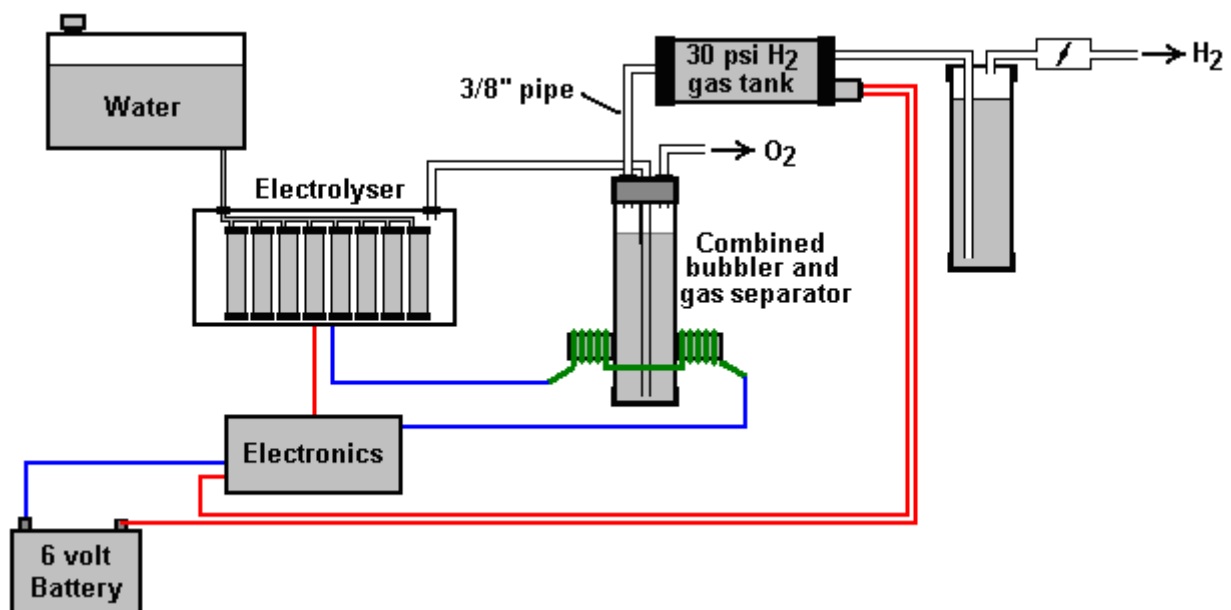 30 psi H2
gas tank
H2
Water
3/8" pipe
O2
Electrolyser
Combined
bubbler and
gas separator
Electronics
6 volt
Battery